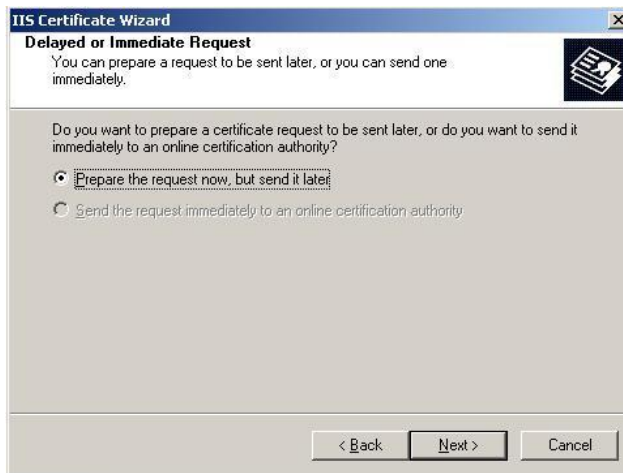 IIS Certificate Wizard
Delayed or Immediate Request
You can prepare a request to be sent later, or you can send one
immediately.
Do you want to prepare a certificate request to be sent later, or do you want to send it
immediately to an online certification authority?
Prepare the request now, but send it later
Send the request immediately to an online certification authority
< Back
Next >
Cancel